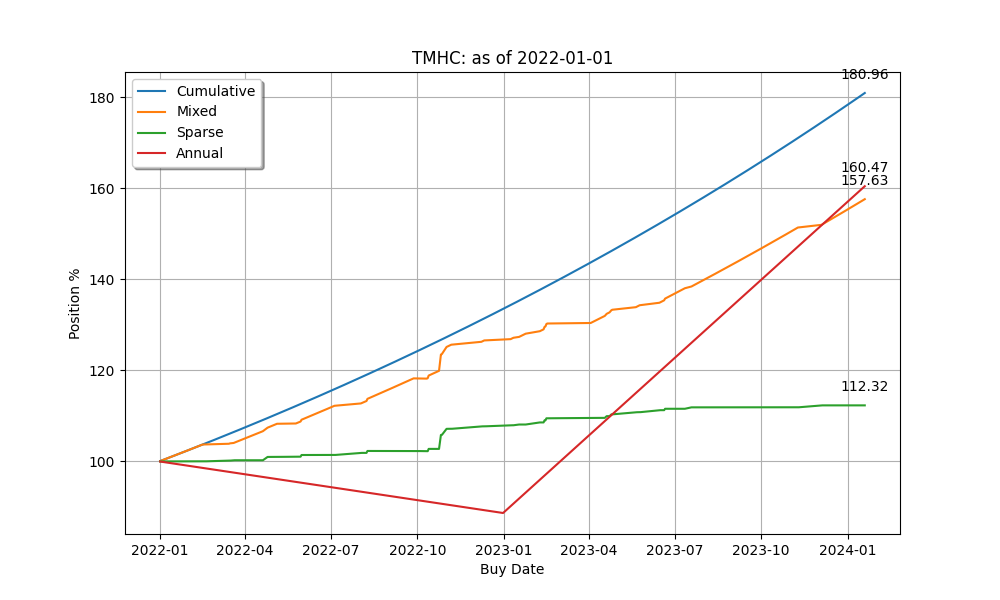 TMHC: as of 2022-01-01
Cumulative
Mixed
Sparse
Annual
180.96
160.47
157.63
112.32
Position %
180
160
140
120
100
2022-01 2022-04 2022-07 2022-10 2023-01 2023-04 2023-07 2023-10 2024-01
Buy Date